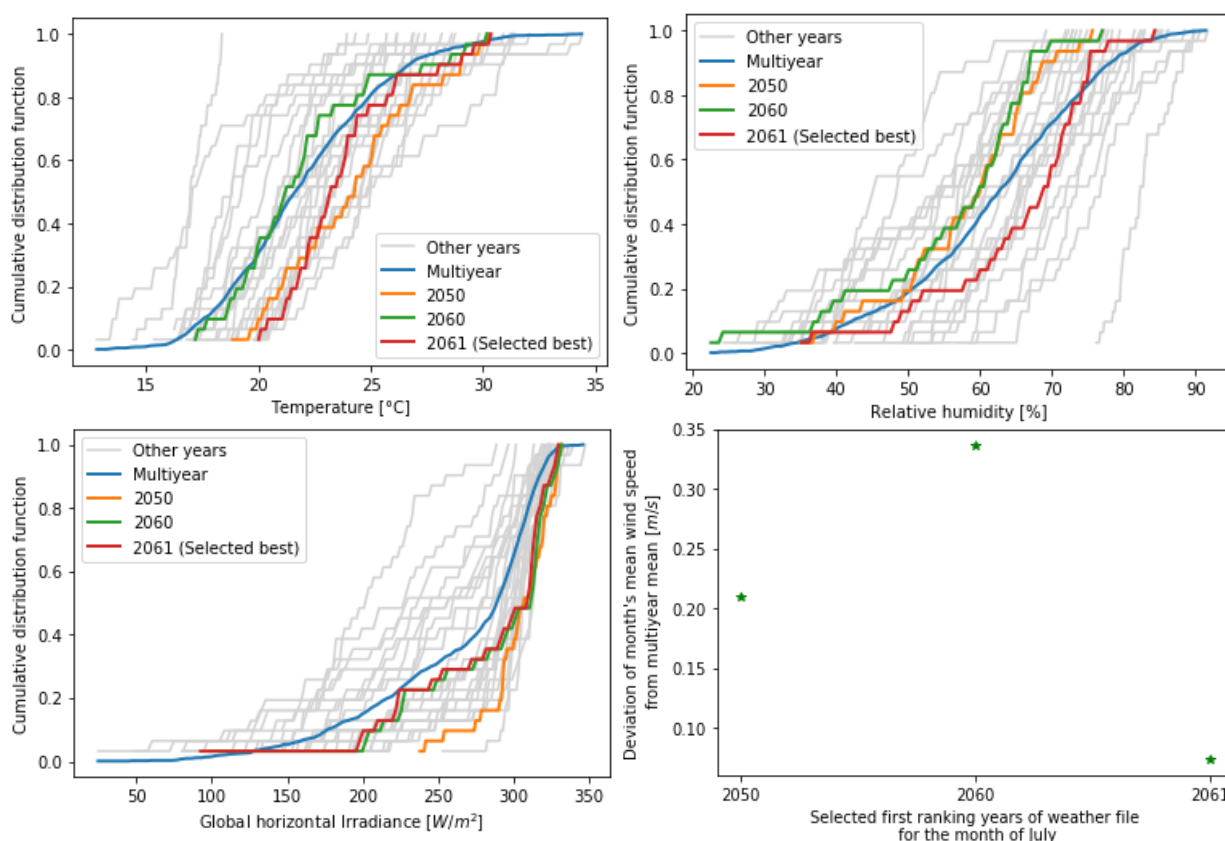 Cumulative distribution function
1.0
0.8
0.6
0.4
0.2
0.0
Other years
Multiyear
2050
2060
2061 (Selected best)
15
20
25
30
35
Temperature [°C]
Cumulative distribution function
1.0
0.8
0.6
0.4
0.2
0.0
Other years
Multiyear
2050
2060
2061 (Selected best)
20
30
40
50
60
70
80
90
Relative humidity [%]
Cumulative distribution function
1.0
0.8
0.6
0.4
0.2
0.0
Other years
Multiyear
2050
2060
2061 (Selected best)
50
100
150
200
250
300
350
Global horizontal Irradiance [W/m²]
Deviation of month's mean wind speed
from multiyear mean [m/s]
0.35
0.30
0.25
0.20
0.15
0.10
2050
2060
2061
Selected first ranking years of weather file
for the month of July